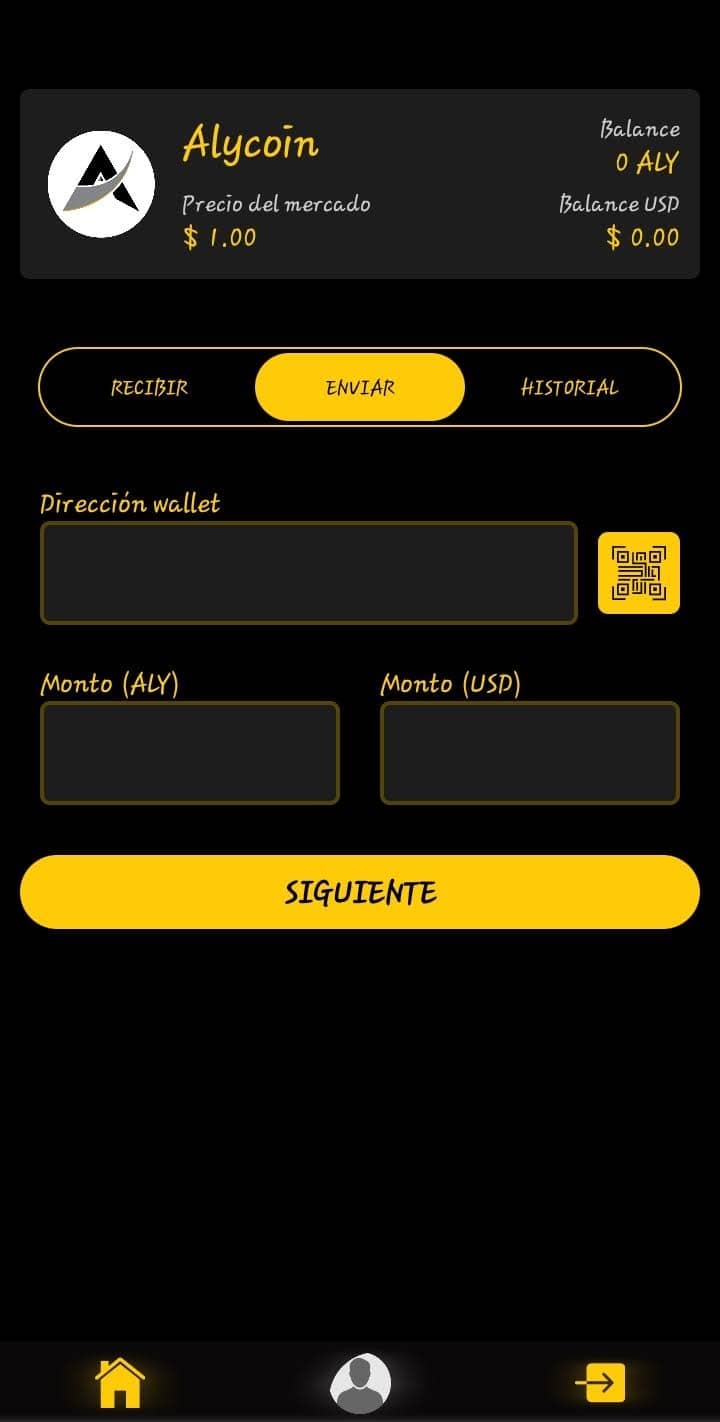 Alycoin
Balance
0 ALY
Precio del mercado
Balance USD
$ 1.00
$ 0.00
RECIBIR
ENVIAR
HISTORIAL
Dirección wallet
Monto (ALY)
Monto (USD)
SIGUIENTE